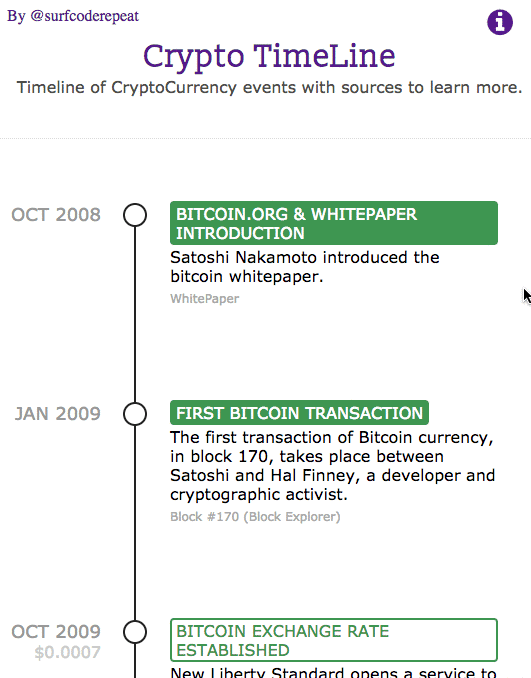 By @surfcoderepeat
Crypto TimeLine
Timeline of CryptoCurrency events with sources to learn more.
OCT 2008
BITCOIN.ORG & WHITEPAPER
INTRODUCTION
Satoshi Nakamoto introduced the
bitcoin whitepaper.
WhitePaper
JAN 2009
FIRST BITCOIN TRANSACTION
The first transaction of Bitcoin currency,
in block 170, takes place between
Satoshi and Hal Finney, a developer and
cryptographic activist.
Block #170 (Block Explorer)
OCT 2009
$0.0007
BITCOIN EXCHANGE RATE
ESTABLISHED
New Liberty Standard opens a service to